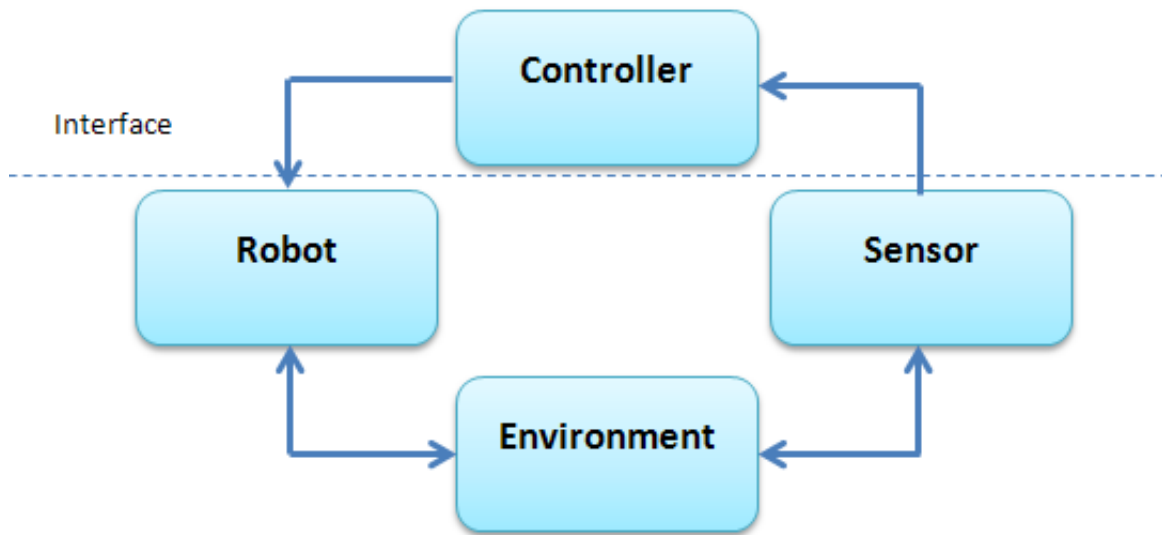 Controller
Interface
Robot
Sensor
Environment